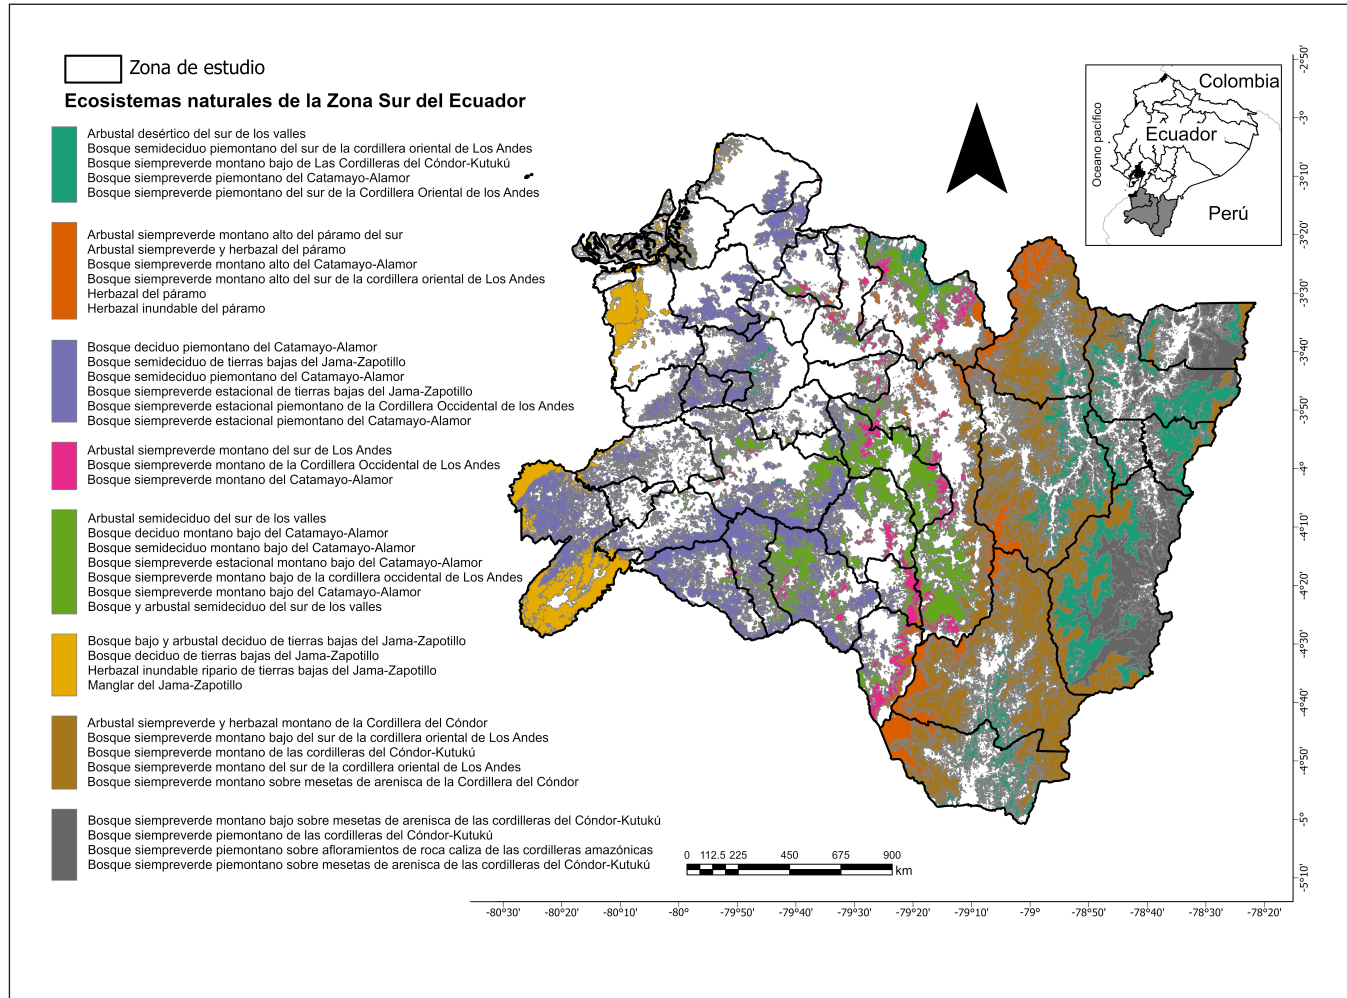 Zona de estudio
Ecosistemas naturales de la Zona Sur del Ecuador
Arbustal desértico del sur de los valles
Bosque semideciduo piemontano del sur de la cordillera oriental de Los Andes
Bosque siempreverde montano bajo de Las Cordilleras del Cóndor-Kutukú
Bosque siempreverde piemontano del Catamayo-Alamor
Bosque siempreverde piemontano del sur de la Cordillera Oriental de los Andes
Arbustal siempreverde montano alto del páramo del sur
Arbustal siempreverde y herbazal del páramo
Bosque siempreverde montano alto del Catamayo-Alamor
Bosque siempreverde montano alto del sur de la cordillera oriental de Los Andes
Herbazal del páramo
Herbazal inundable del páramo
Bosque deciduo piemontano del Catamayo-Alamor
Bosque semideciduo de tierras bajas del Jama-Zapotillo
Bosque semideciduo piemontano del Catamayo-Alamor
Bosque siempreverde estacional de tierras bajas del Jama-Zapotillo
Bosque siempreverde estacional piemontano de la Cordillera Occidental de los Andes
Bosque siempreverde estacional piemontano del Catamayo-Alamor
Arbustal siempreverde montano del sur de Los Andes
Bosque siempreverde montano de la Cordillera Occidental de Los Andes
Bosque siempreverde montano del Catamayo-Alamor
Arbustal semideciduo del sur de los valles
Bosque deciduo montano bajo del Catamayo-Alamor
Bosque semideciduo montano bajo del Catamayo-Alamor
Bosque siempreverde estacional montano bajo del Catamayo-Alamor
Bosque siempreverde montano bajo de la cordillera occidental de Los Andes
Bosque siempreverde montano bajo del Catamayo-Alamor
Bosque y arbustal semideciduo del sur de los valles
Bosque bajo y arbustal deciduo de tierras bajas del Jama-Zapotillo
Bosque deciduo de tierras bajas del Jama-Zapotillo
Herbazal inundable ripario de tierras bajas del Jama-Zapotillo
Manglar del Jama-Zapotillo
Arbustal siempreverde y herbazal montano de la Cordillera del Cóndor
Bosque siempreverde montano bajo del sur de la cordillera oriental de Los Andes
Bosque siempreverde montano de las cordilleras del Cóndor-Kutukú
Bosque siempreverde montano del sur de la cordillera oriental de Los Andes
Bosque siempreverde montano sobre mesetas de arenisca de la Cordillera del Cóndor
Bosque siempreverde montano bajo sobre mesetas de arenisca de las cordilleras del Cóndor-Kutukú
Bosque siempreverde piemontano de las cordilleras del Cóndor-Kutukú
Bosque siempreverde piemontano sobre afloramientos de roca caliza de las cordilleras amazónicas
Bosque siempreverde piemontano sobre mesetas de arenisca de las cordilleras del Cóndor-Kutukú
Colombia
Ecuador
Perú
Oceano pacífico
0 112.5 225 450 675 900
km
-80°30' -80°20' -80°10' -80° -79°50' -79°40' -79°30' -79°20' -79°10' -79° -78°50' -78°40' -78°30' -78°20'
-2°50'
-3°
-3°10'
-3°20'
-3°30'
-3°40'
-3°50'
-4°
-4°10'
-4°20'
-4°30'
-4°40'
-4°50'
-5°
-5°10'